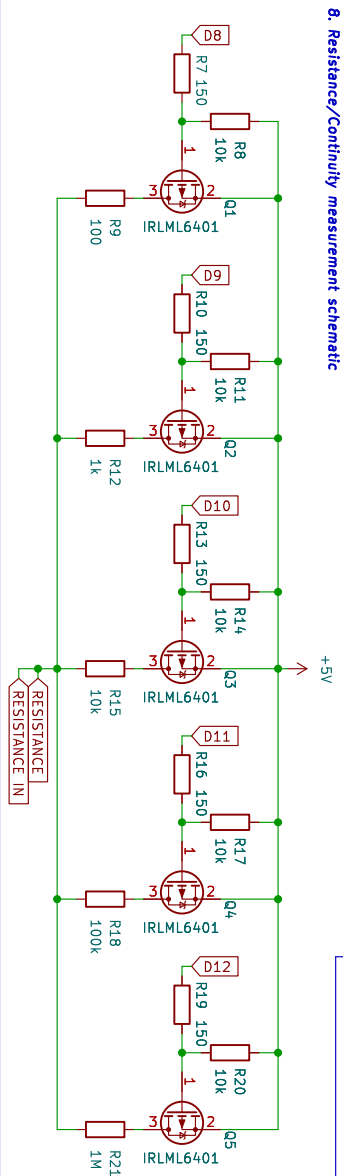 8. Resistance/Continuity measurement schematic
D8
R7 150
R8
10k
1
3
2
Q1
IRLML6401
R9
100
D9
R10 150
R11
10k
1
3
2
Q2
IRLML6401
R12
1k
D10
R13 150
R14
10k
1
3
2
Q3
IRLML6401
R15
10k
+5V
RESISTANCE
RESISTANCE IN
D11
R16 150
R17
10k
1
3
2
Q4
IRLML6401
R18
100k
D12
R19 150
R20
10k
1
3
2
Q5
IRLML6401
R21
1M